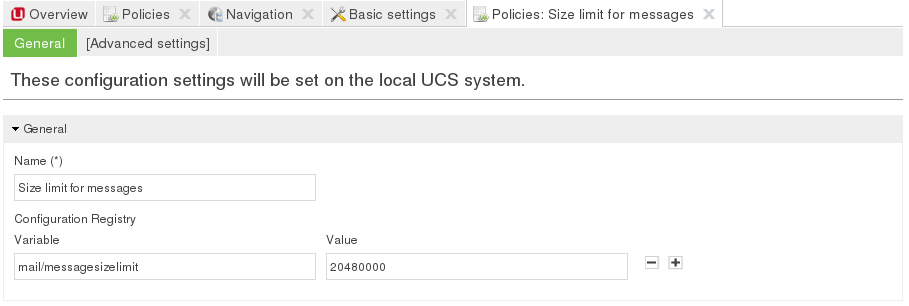 Overview Policies Navigation Basic settings Policies: Size limit for messages
General [Advanced settings]
These configuration settings will be set on the local UCS system.
General
Name (*)
Size limit for messages
Configuration Registry
Variable Value
mail/messagesizelimit 20480000